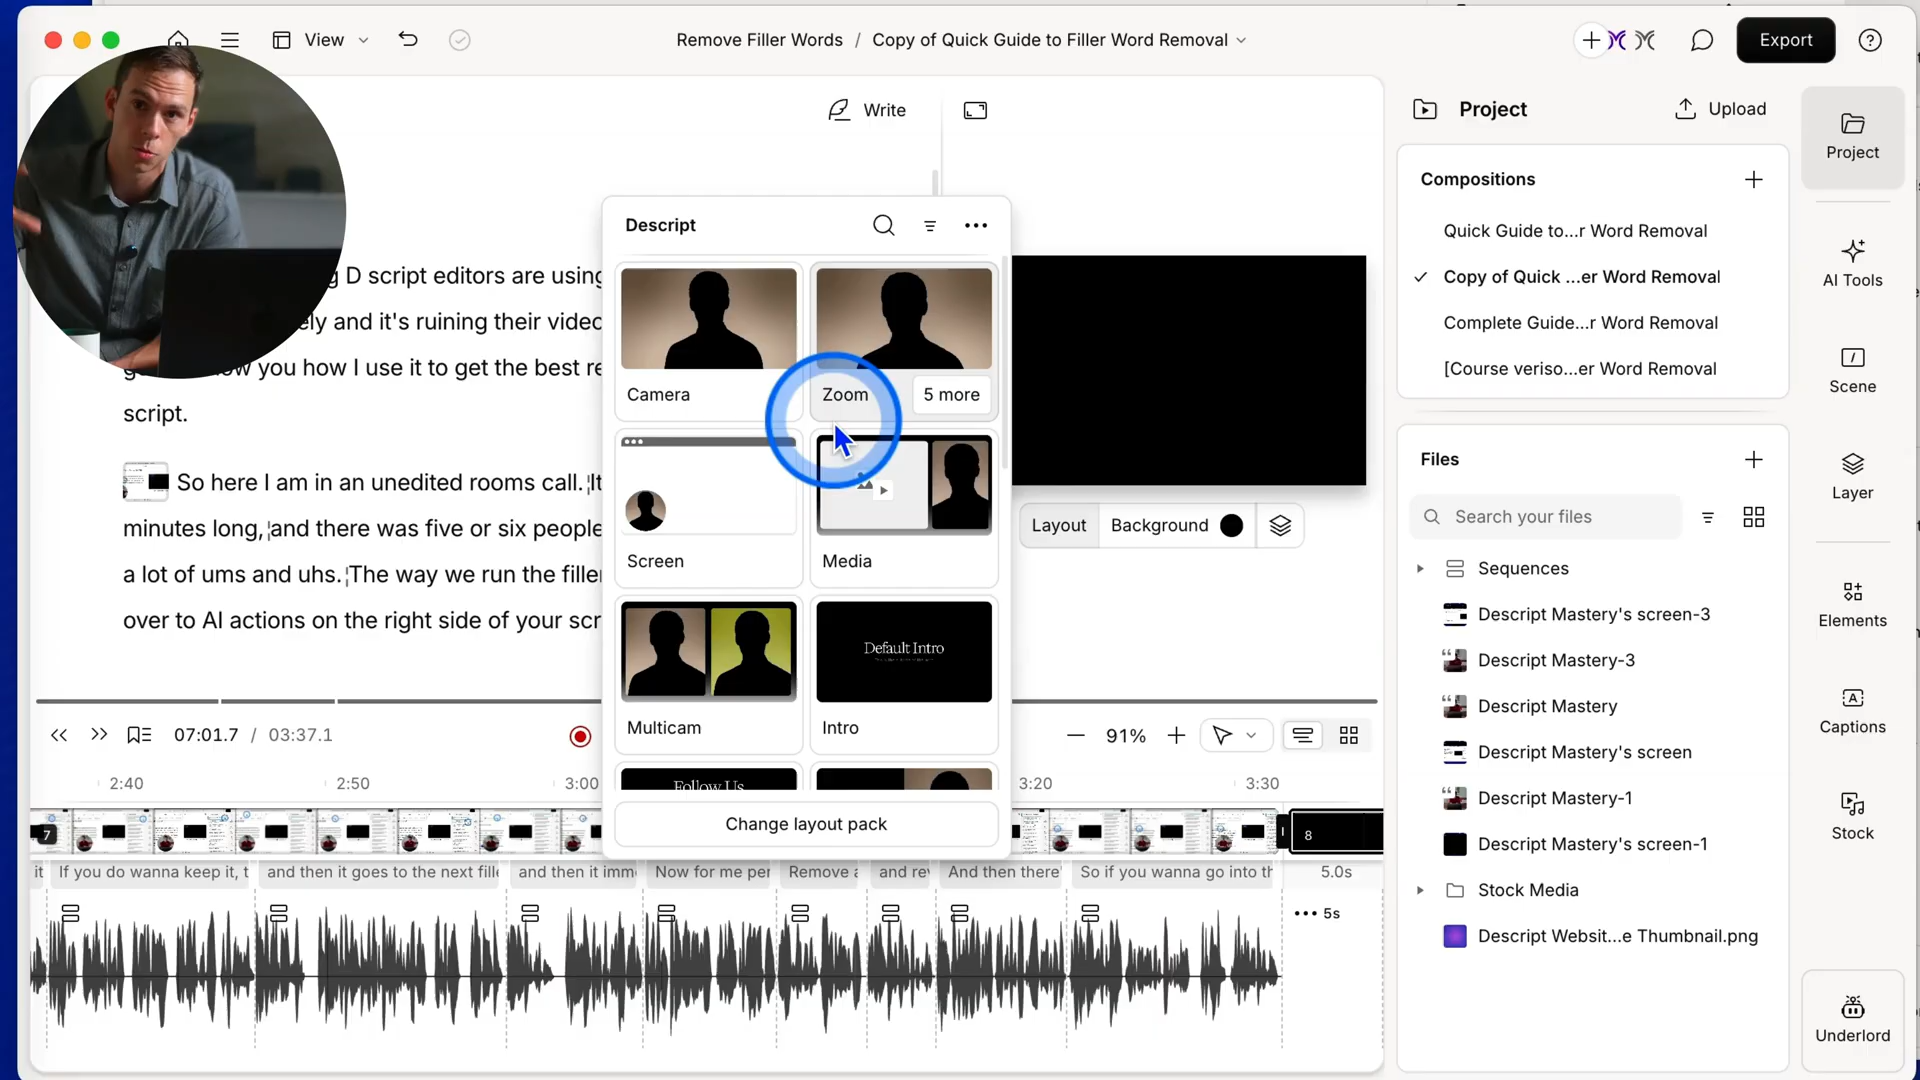 View
Remove Filler Words / Copy of Quick Guide to Filler Word Removal
Export
Write
D script editors are using
ely and it's ruining their videos
you how I use it to get the best re
script.
So here I am in an unedited rooms call. It
minutes long, and there was five or six people
a lot of ums and uhs. The way we run the fille
over to AI actions on the right side of your scr
Descript
Camera
Zoom
5 more
Screen
Media
Default Intro
Multicam
Intro
Follow Us
Change layout pack
Layout
Background
07:01.7 / 03:37.1
91%
2:40
2:50
3:00
3:20
3:30
7
8
it
If you do wanna keep it, t
and then it goes to the next fille
and then it imm
Now for me per
Remove a
and rev
And then there'
So if you wanna go into th
5.0s
5s
Project
Upload
Compositions
Quick Guide to...r Word Removal
Copy of Quick ...er Word Removal
Complete Guide...r Word Removal
[Course veriso...er Word Removal
Files
Search your files
Sequences
Descript Mastery's screen-3
Descript Mastery-3
Descript Mastery
Descript Mastery's screen
Descript Mastery-1
Descript Mastery's screen-1
Stock Media
Descript Websit...e Thumbnail.png
Project
AI Tools
Scene
Layer
Elements
Captions
Stock
Underlord